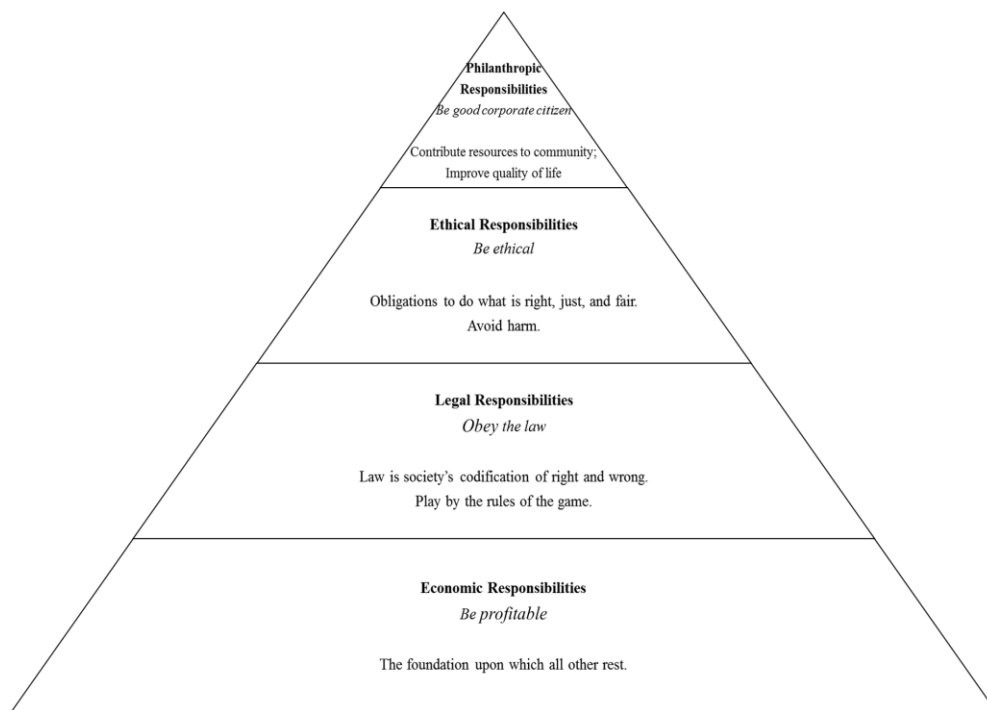 Philanthropic
Responsibilities
Be good corporate citizen
Contribute resources to community;
Improve quality of life
Ethical Responsibilities
Be ethical
Obligations to do what is right, just, and fair.
Avoid harm.
Legal Responsibilities
Obey the law
Law is society’s codification of right and wrong.
Play by the rules of the game.
Economic Responsibilities
Be profitable
The foundation upon which all other rest.